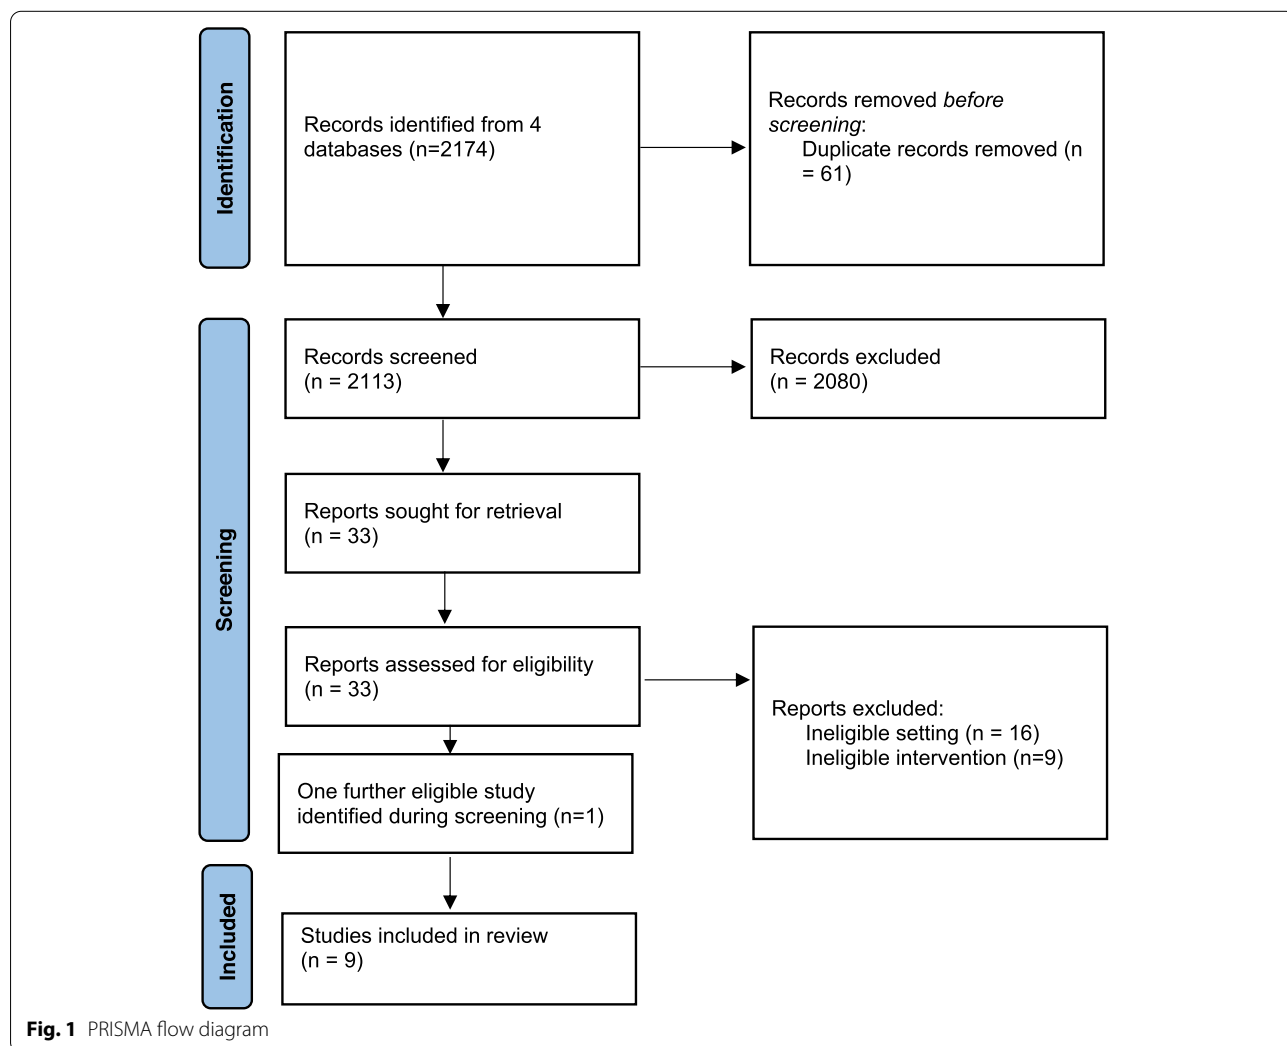 Identification
Records identified from 4
databases (n=2174)
Records removed before
screening:
Duplicate records removed (n
= 61)
Screening
Records screened
(n = 2113)
Records excluded
(n = 2080)
Reports sought for retrieval
(n = 33)
Reports assessed for eligibility
(n = 33)
Reports excluded:
Ineligible setting (n = 16)
Ineligible intervention (n=9)
One further eligible study
identified during screening (n=1)
Included
Studies included in review
(n = 9)
Fig. 1 PRISMA flow diagram